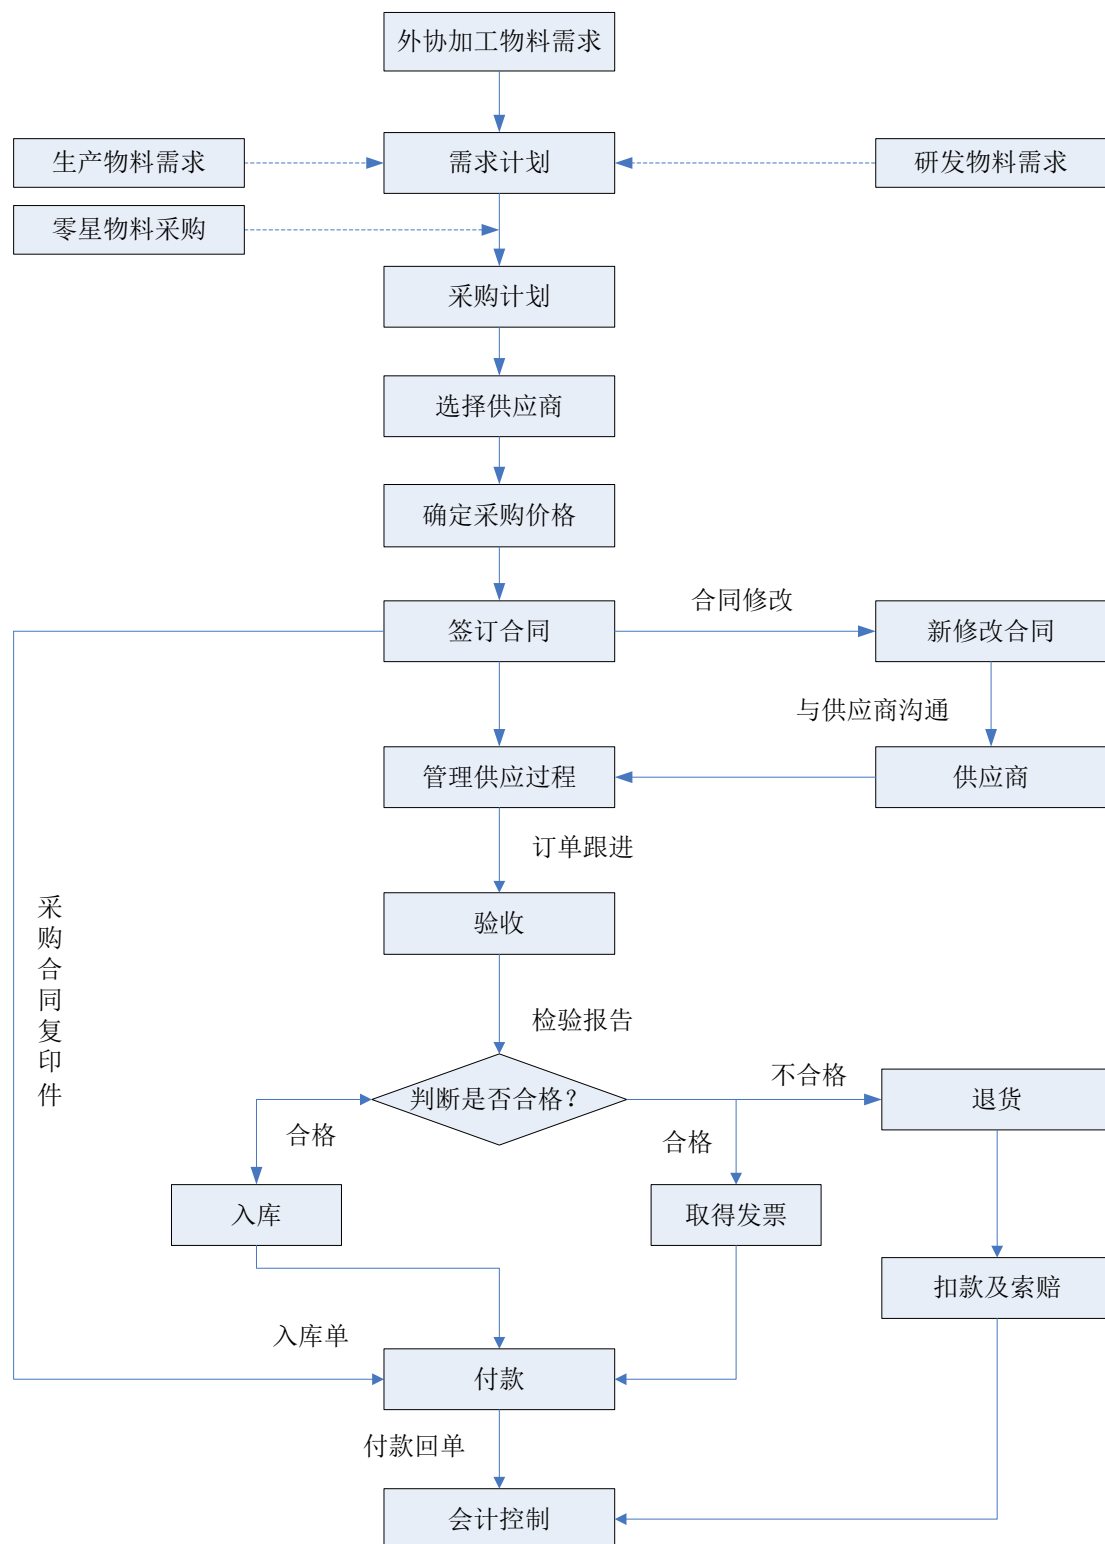 外协加工物料需求
生产物料需求
需求计划
研发物料需求
零星物料采购
采购计划
选择供应商
确定采购价格
合同修改
签订合同
新修改合同
与供应商沟通
管理供应过程
供应商
订单跟进
采购合同复印件
验收
检验报告
不合格
判断是否合格?
退货
合格
合格
入库
取得发票
扣款及索赔
入库单
付款
付款回单
会计控制